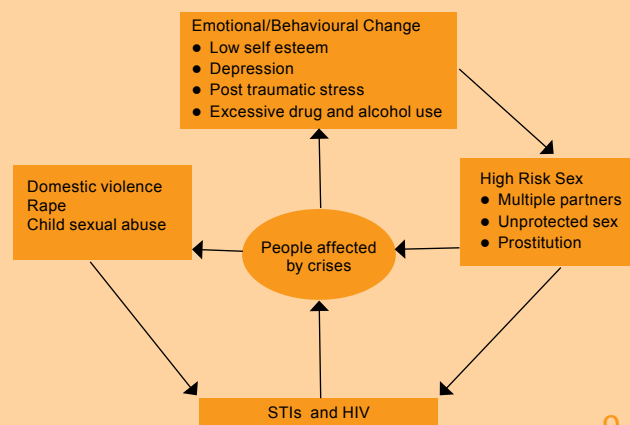 Emotional/Behavioural Change
● Low self esteem
● Depression
● Post traumatic stress
● Excessive drug and alcohol use
Domestic violence
Rape
Child sexual abuse
High Risk Sex
● Multiple partners
● Unprotected sex
● Prostitution
People affected
by crises
STIs and HIV